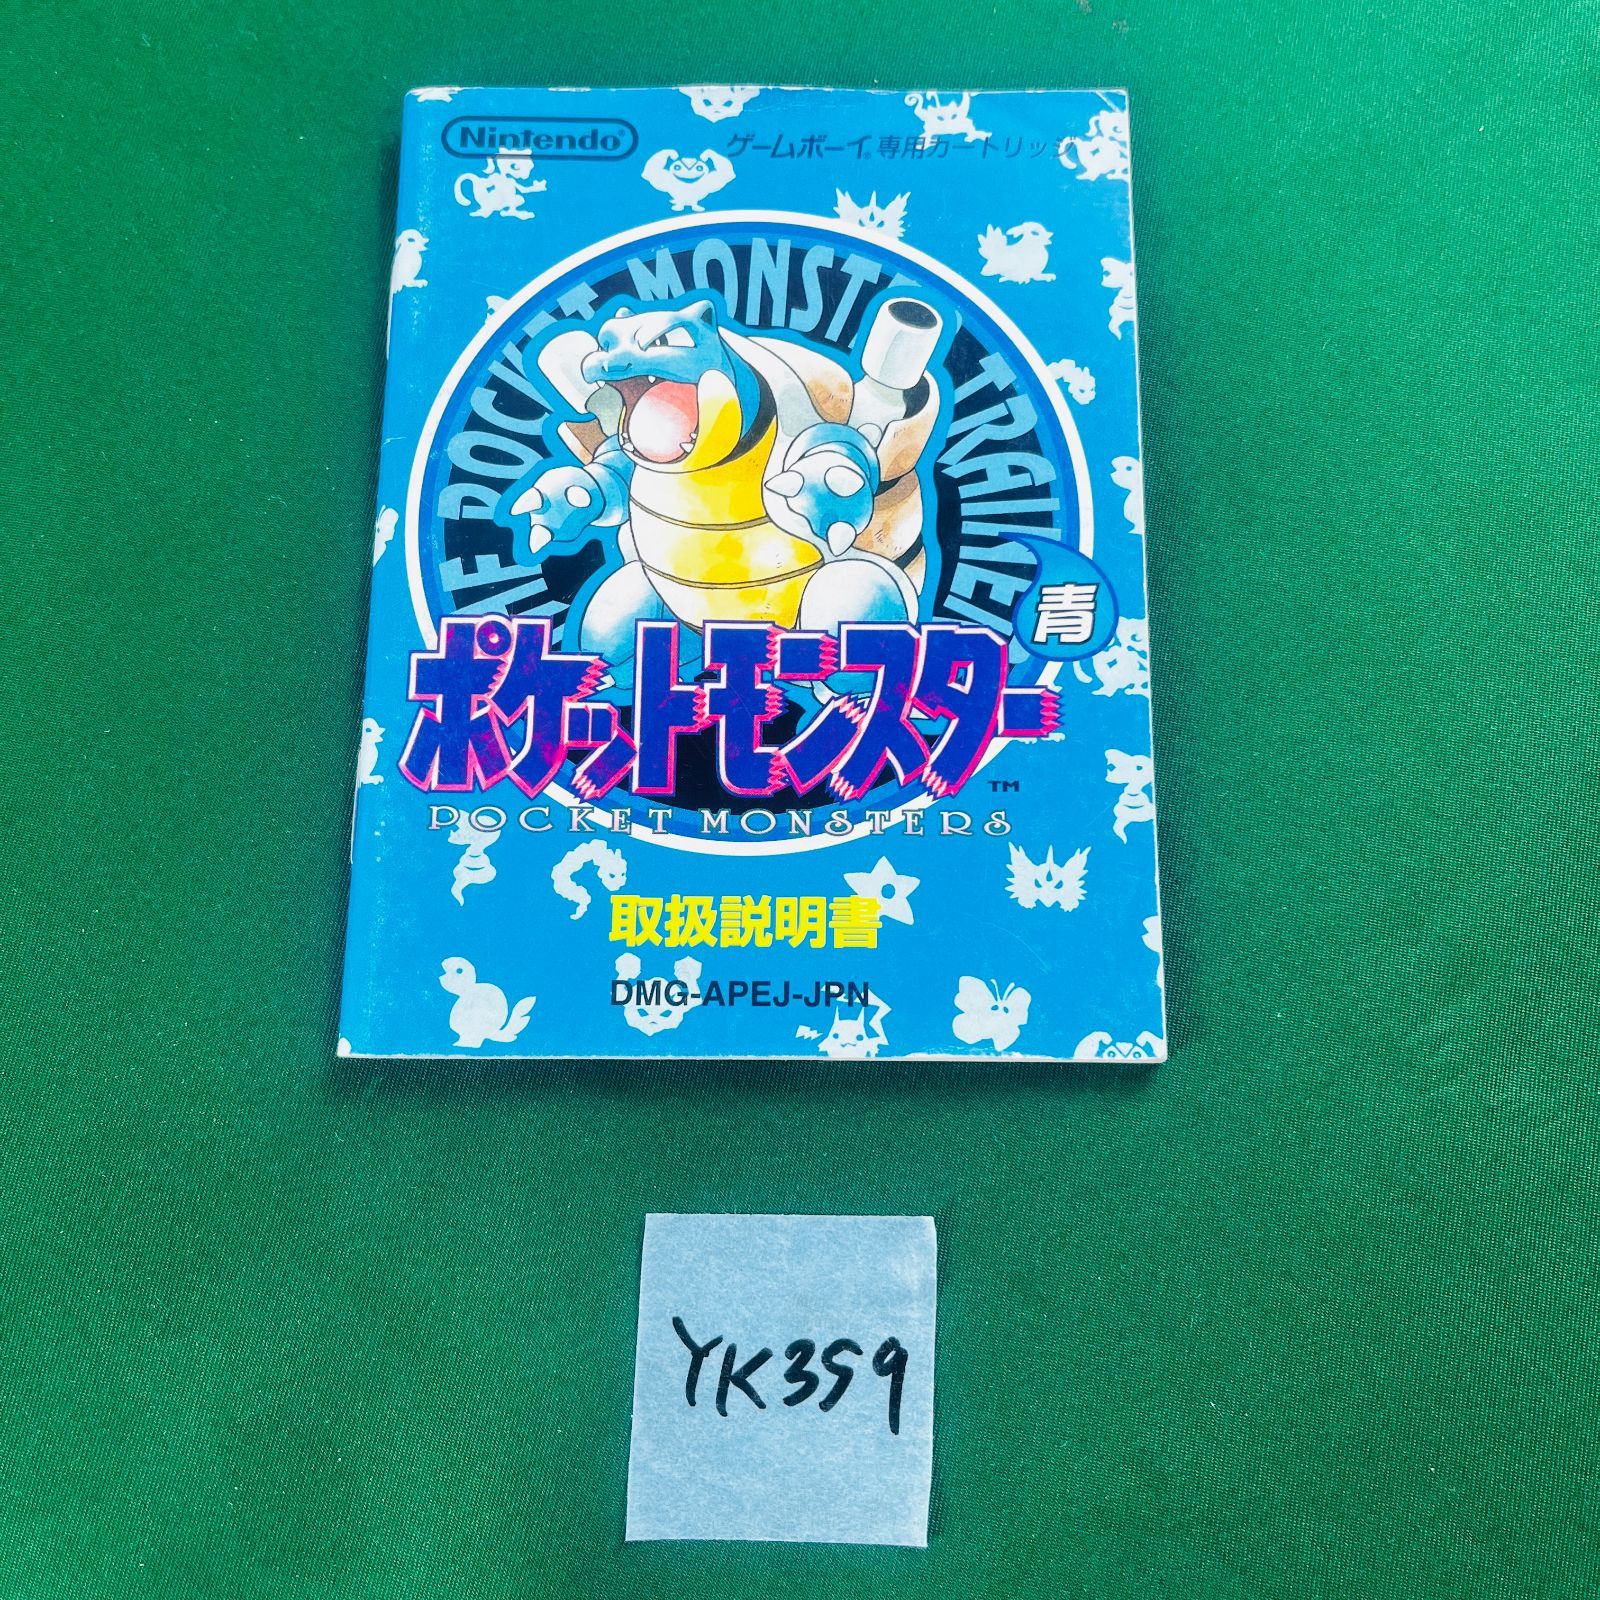 Nintendo®
ゲームボーイ®専用カートリッジ
POCKET MONSTER TRAINER
青
ポケットモンスター
TM
POCKET MONSTERS
取扱説明書
DMG-APEJ-JPN
YK359